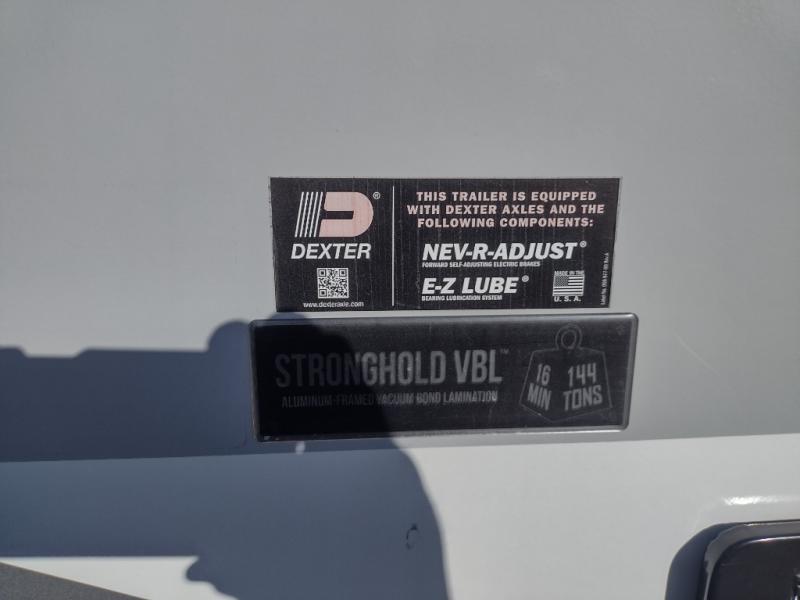 DEXTER®
www.dexteraxle.com
THIS TRAILER IS EQUIPPED
WITH DEXTER AXLES AND THE
FOLLOWING COMPONENTS:
NEV-R-ADJUST®
FORWARD SELF-ADJUSTING ELECTRIC BRAKES
E-Z LUBE®
BEARING LUBRICATION SYSTEM
MADE IN THE
U.S.A.
STRONGHOLD VBL™
ALUMINUM-FRAMED VACUUM BOND LAMINATION
16 MIN
144 TONS